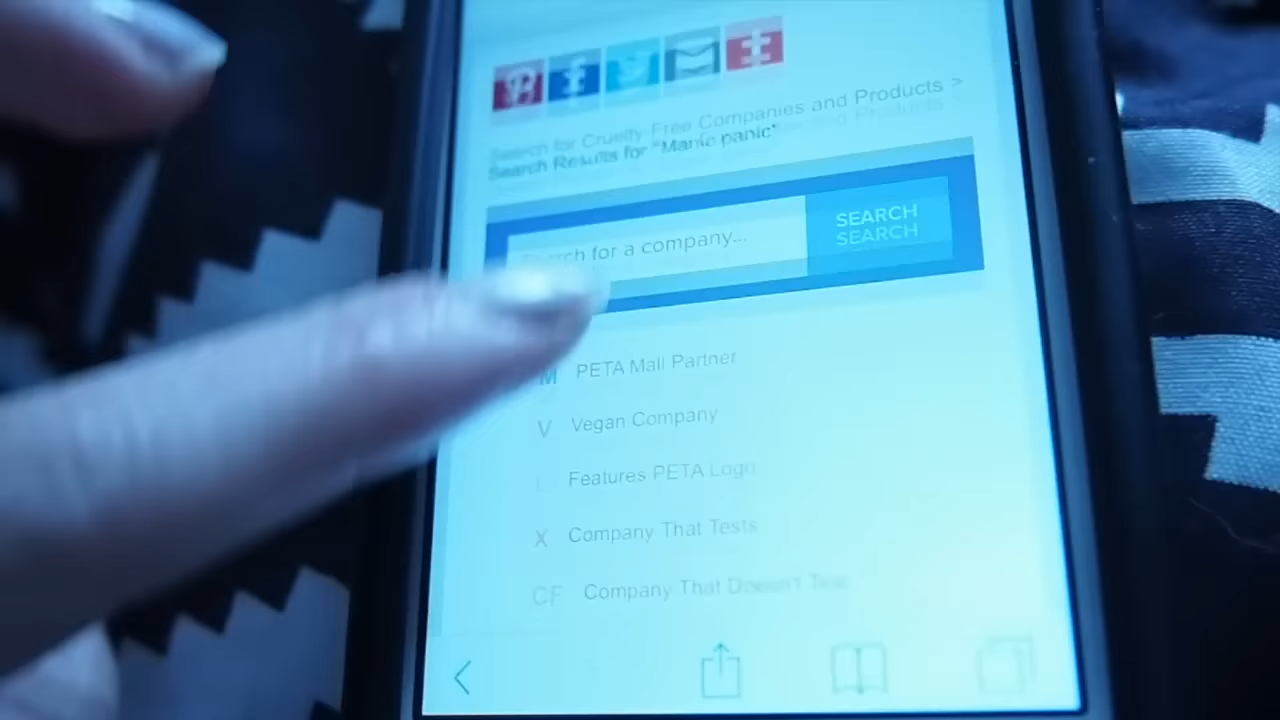 Search for Cruelty-Free Companies and Products >
Search Results for "Manic panic"
Search for a company...
SEARCH
SEARCH
M PETA Mall Partner
V Vegan Company
L Features PETA Logo
X Company That Tests
CF Company That Doesn't Test